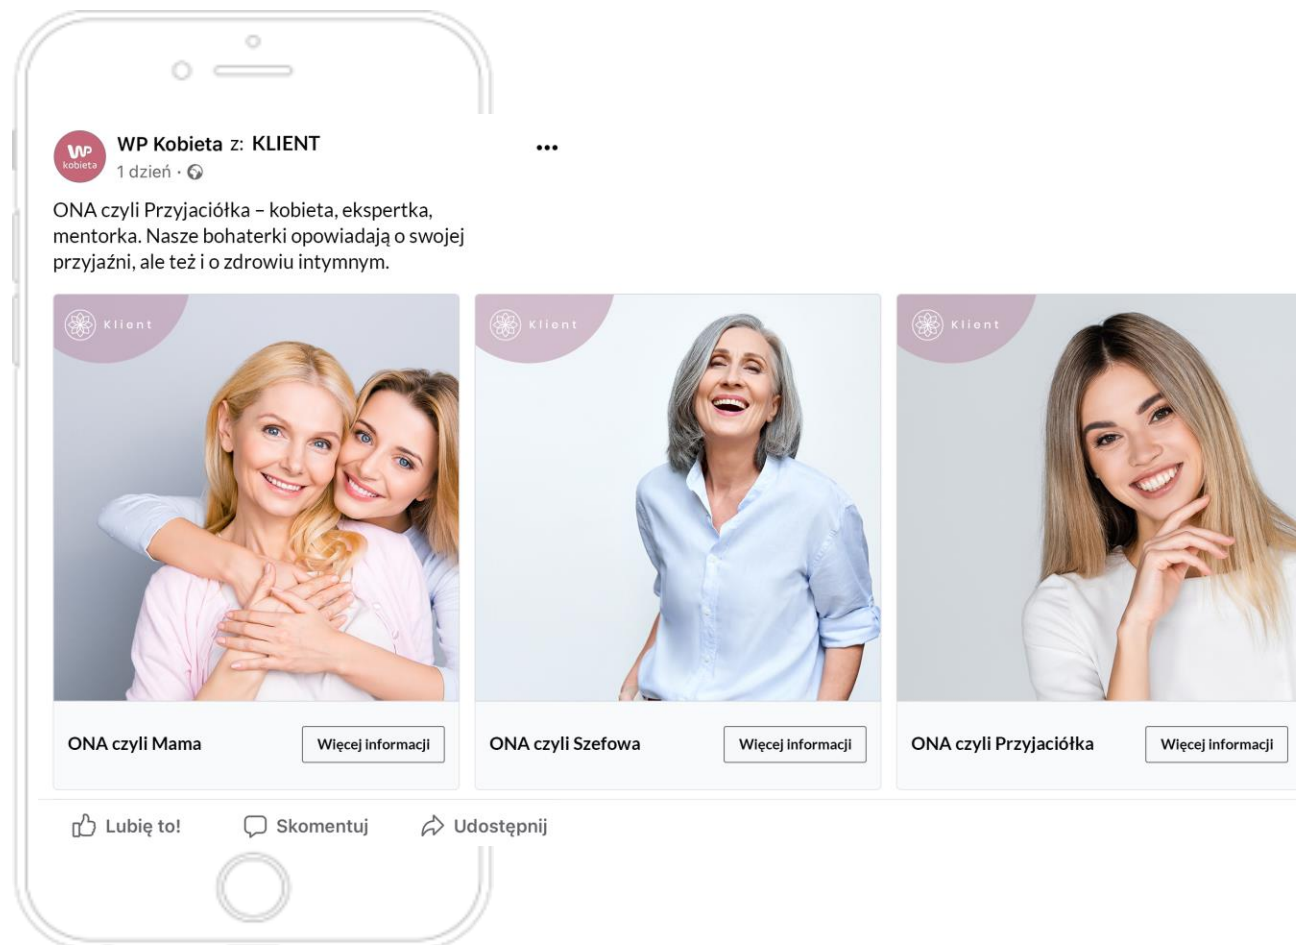 WP Kobieta z: KLIENT
WP
kobieta
1 dzień ·
ONA czyli Przyjaciółka – kobieta, ekspertka,
mentorka. Nasze bohaterki opowiadają o swojej
przyjaźni, ale też i o zdrowiu intymnym.
Klient
Klient
Klient
ONA czyli Mama
Więcej informacji
ONA czyli Szefowa
Więcej informacji
ONA czyli Przyjaciółka
Więcej informacji
Lubię to!
Skomentuj
Udostępnij